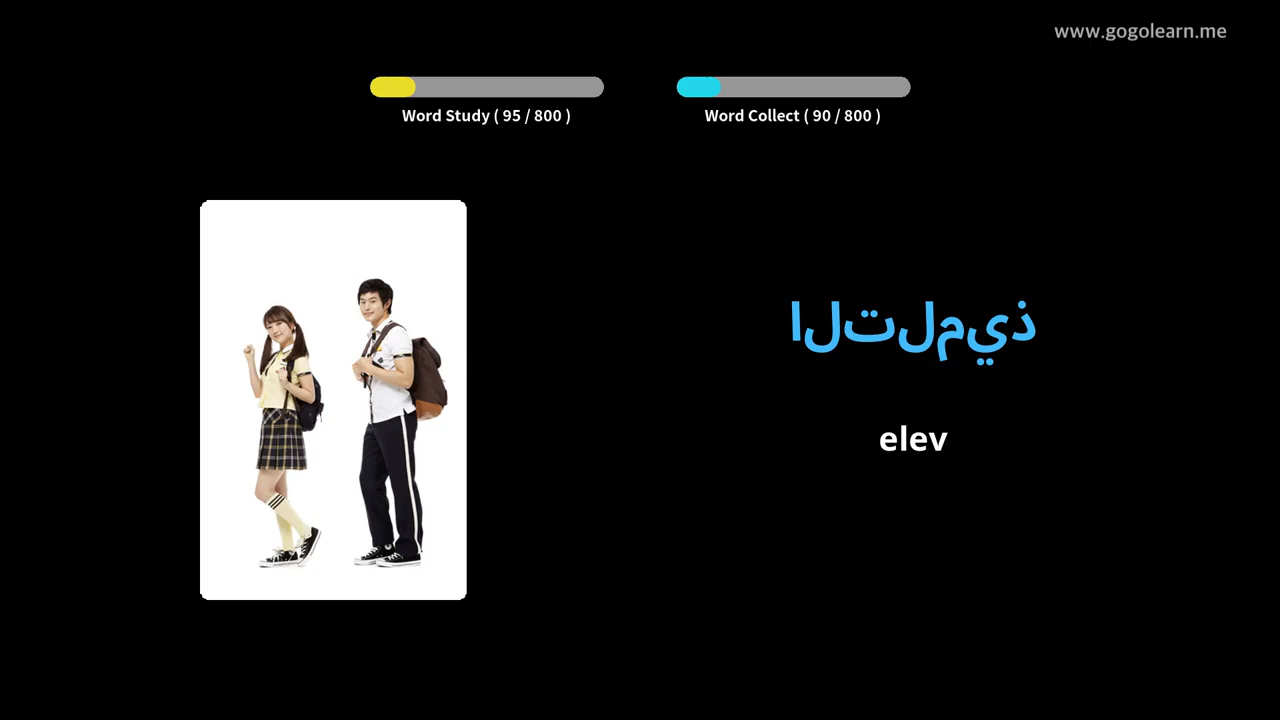 www.gogolearn.me
Word Study ( 95 / 800 )
Word Collect ( 90 / 800 )
التلميذ
elev